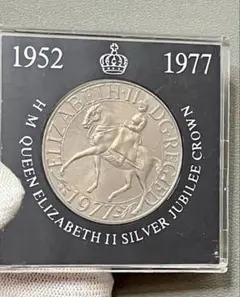 1952 1977
H M QUEEN ELIZABETH II SILVER JUBILEE CROWN
ELIZABETH·II DG·REG FD
1977